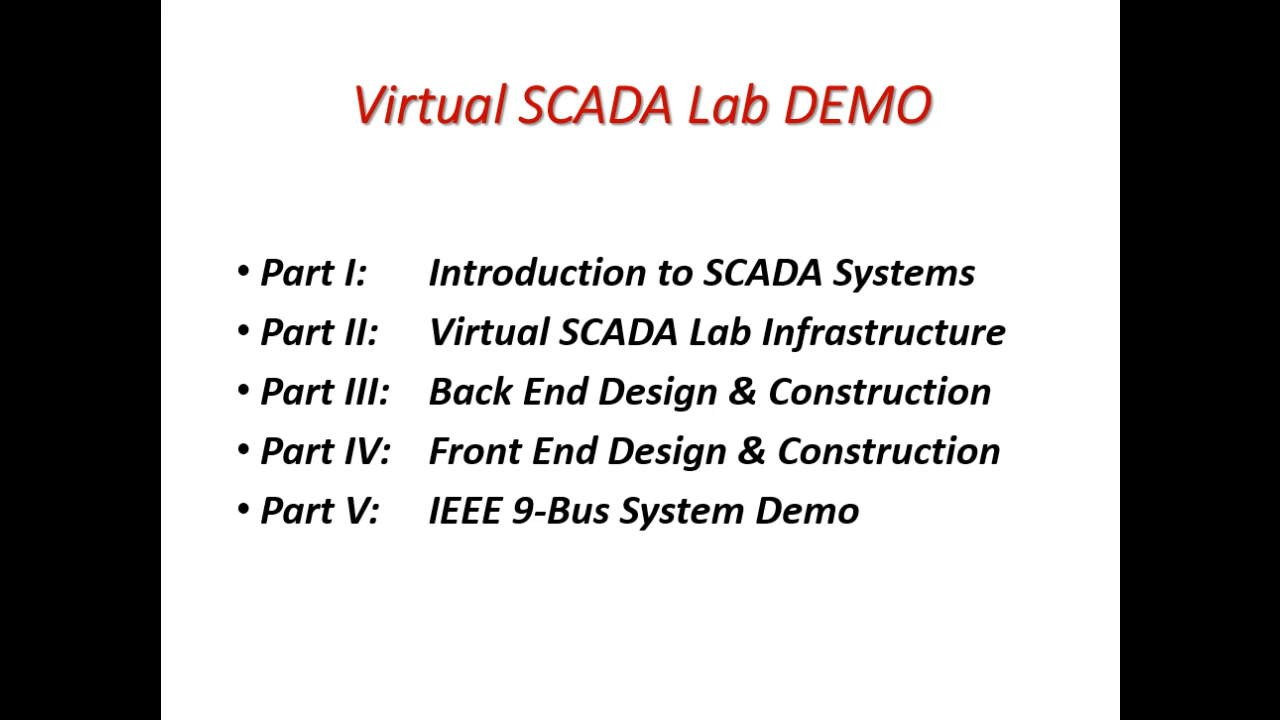 Virtual SCADA Lab DEMO
• Part I: Introduction to SCADA Systems
• Part II: Virtual SCADA Lab Infrastructure
• Part III: Back End Design & Construction
• Part IV: Front End Design & Construction
• Part V: IEEE 9-Bus System Demo